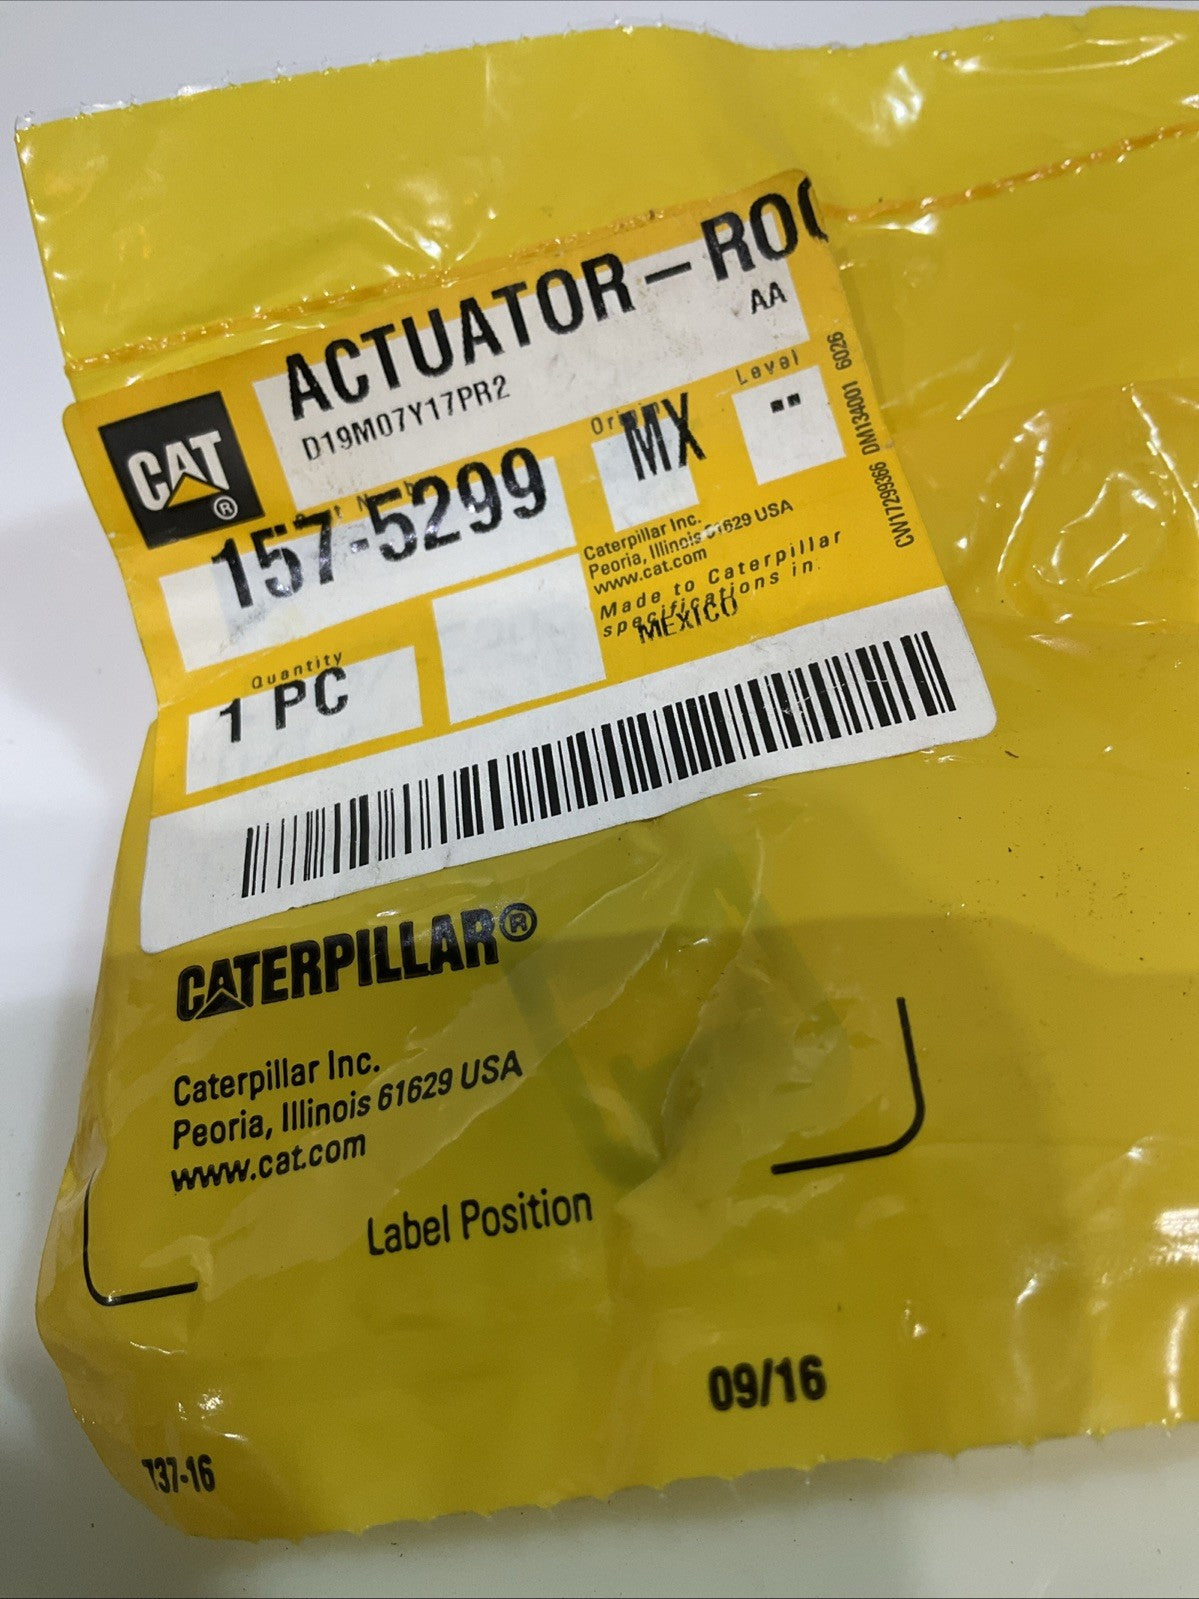 ACTUATOR-ROC
AA
D19M07Y17PR2
CAT®
157-5299
MX
Level
Quantity
1 PC
Caterpillar Inc.
Peoria, Illinois 61629 USA
www.cat.com
Made to Caterpillar
specifications in:
MEXICO
CW17299366 DM134001 6026
CATERPILLAR®
Caterpillar Inc.
Peoria, Illinois 61629 USA
www.cat.com
Label Position
09/16
T37-16